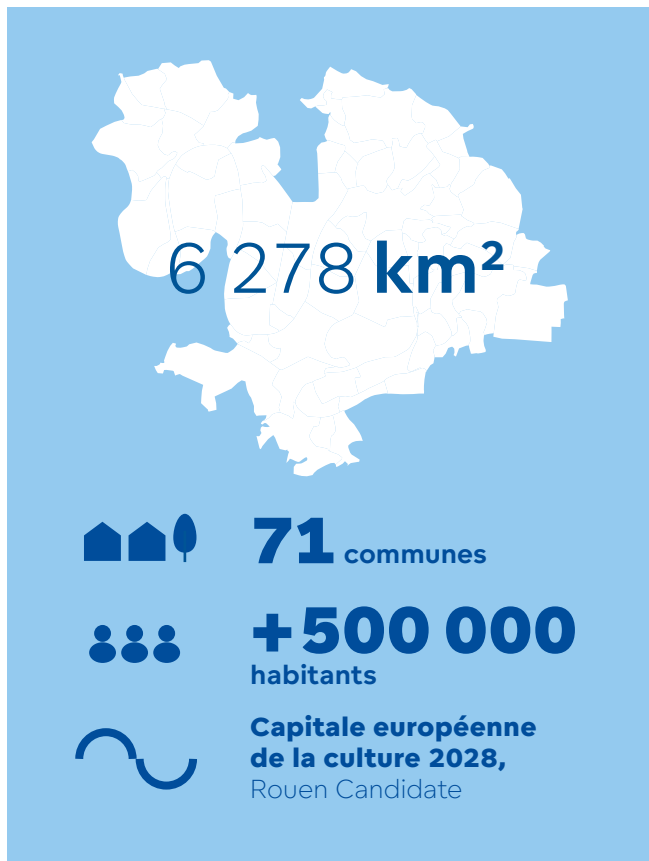 6 278 km²
71 communes
+500 000
habitants
Capitale européenne
de la culture 2028,
Rouen Candidate